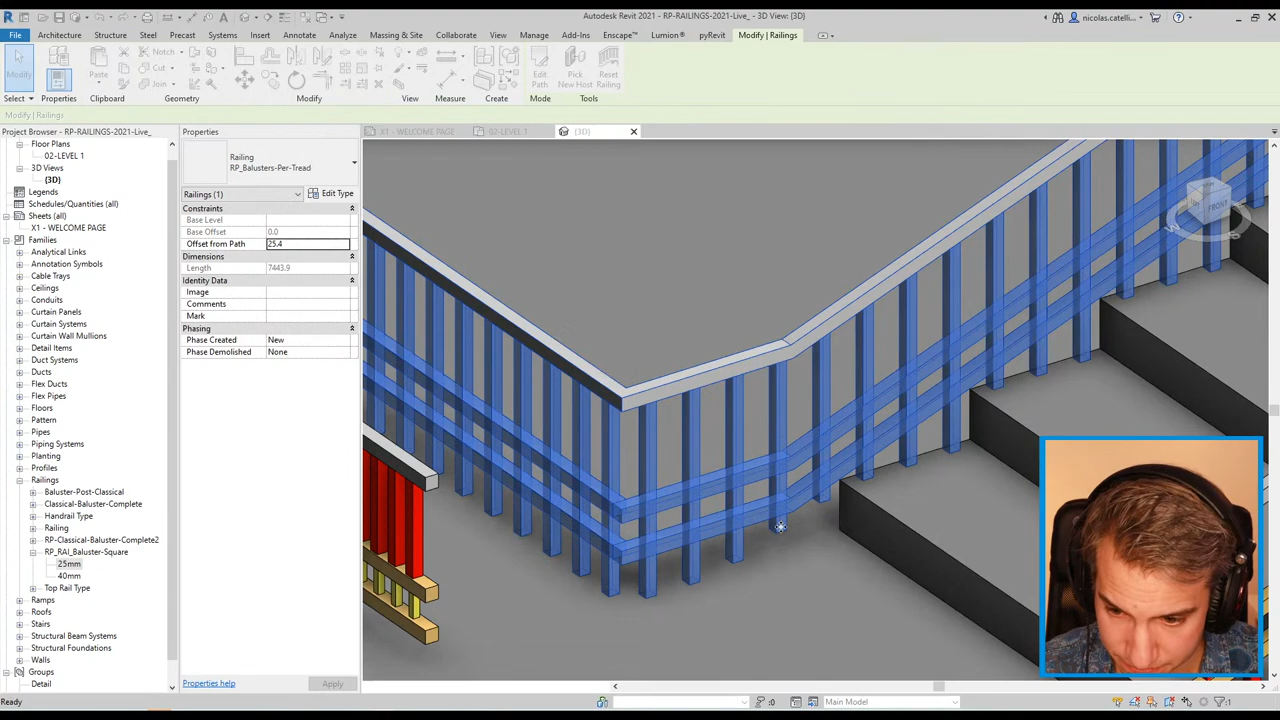 Autodesk Revit 2021 - RP-RAILINGS-2021-Live_ - 3D View: {3D}
nicolas.catelli...
File Architecture Structure Steel Precast Systems Insert Annotate Analyze Massing & Site Collaborate View Manage Add-Ins Enscape™ Lumion® pyRevit Modify | Railings
Modify
Properties
Paste
Notch
Cut
Join
Edit Path
Pick New Host
Reset Railing
Select Properties Clipboard Geometry Modify View Measure Create Mode Tools
Modify | Railings
Project Browser - RP-RAILINGS-2021-Live_
Floor Plans
02-LEVEL 1
3D Views
{3D}
Legends
Schedules/Quantities (all)
Sheets (all)
X1 - WELCOME PAGE
Families
Analytical Links
Annotation Symbols
Cable Trays
Ceilings
Conduits
Curtain Panels
Curtain Systems
Curtain Wall Mullions
Detail Items
Duct Systems
Ducts
Flex Ducts
Flex Pipes
Floors
Pattern
Pipes
Piping Systems
Planting
Profiles
Railings
Baluster-Post-Classical
Classical-Baluster-Complete
Handrail Type
Railing
RP-Classical-Baluster-Complete2
RP_RAI_Baluster-Square
25mm
40mm
Top Rail Type
Ramps
Roofs
Stairs
Structural Beam Systems
Structural Foundations
Walls
Groups
Detail
Properties
Railing
RP_Balusters-Per-Tread
Railings (1)
Edit Type
Constraints
Base Level
Base Offset 0.0
Offset from Path 25.4
Dimensions
Length 7443.9
Identity Data
Image
Comments
Mark
Phasing
Phase Created New
Phase Demolished None
Properties help
Apply
X1 - WELCOME PAGE
02-LEVEL 1
{3D}
FRONT
Ready
:0
Main Model
:1